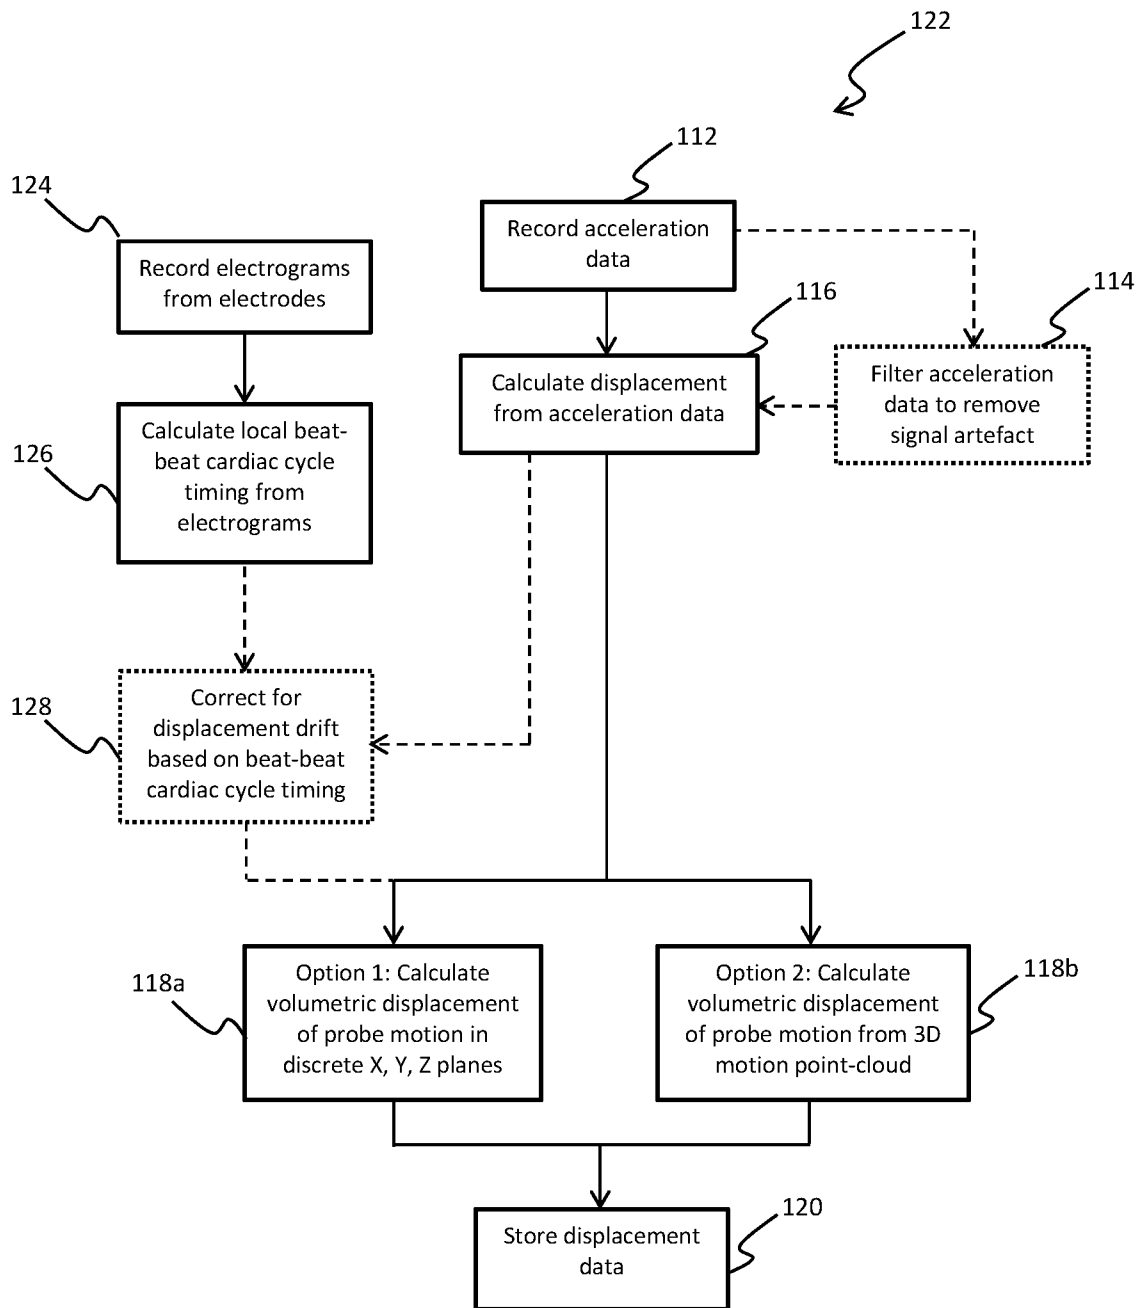 122
112
124
Record acceleration
data
Record electrograms
from electrodes
116
114
Calculate displacement
from acceleration data
Filter acceleration
data to remove
signal artefact
126
Calculate local beat-
beat cardiac cycle
timing from
electrograms
128
Correct for
displacement drift
based on beat-beat
cardiac cycle timing
118a
Option 1: Calculate
volumetric displacement
of probe motion in
discrete X, Y, Z planes
Option 2: Calculate
volumetric displacement
of probe motion from 3D
motion point-cloud
118b
120
Store displacement
data